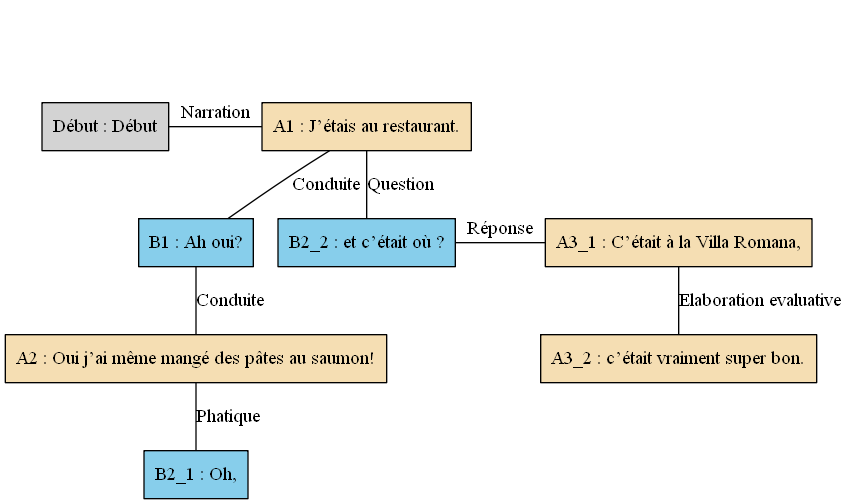 Narration
Début : Début
A1 : J’étais au restaurant.
Conduite
Question
B1 : Ah oui?
B2_2 : et c’était où ?
Réponse
A3_1 : C’était à la Villa Romana,
Conduite
Elaboration evaluative
A2 : Oui j’ai même mangé des pâtes au saumon!
A3_2 : c’était vraiment super bon.
Phatique
B2_1 : Oh,